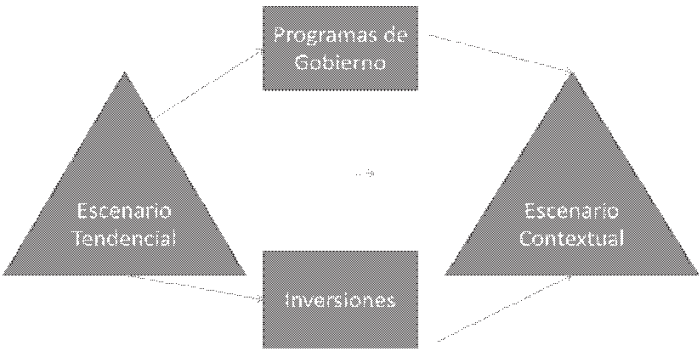 Programas de
Gobierno
Escenario
Tendencial
Escenario
Contextual
Inversiones